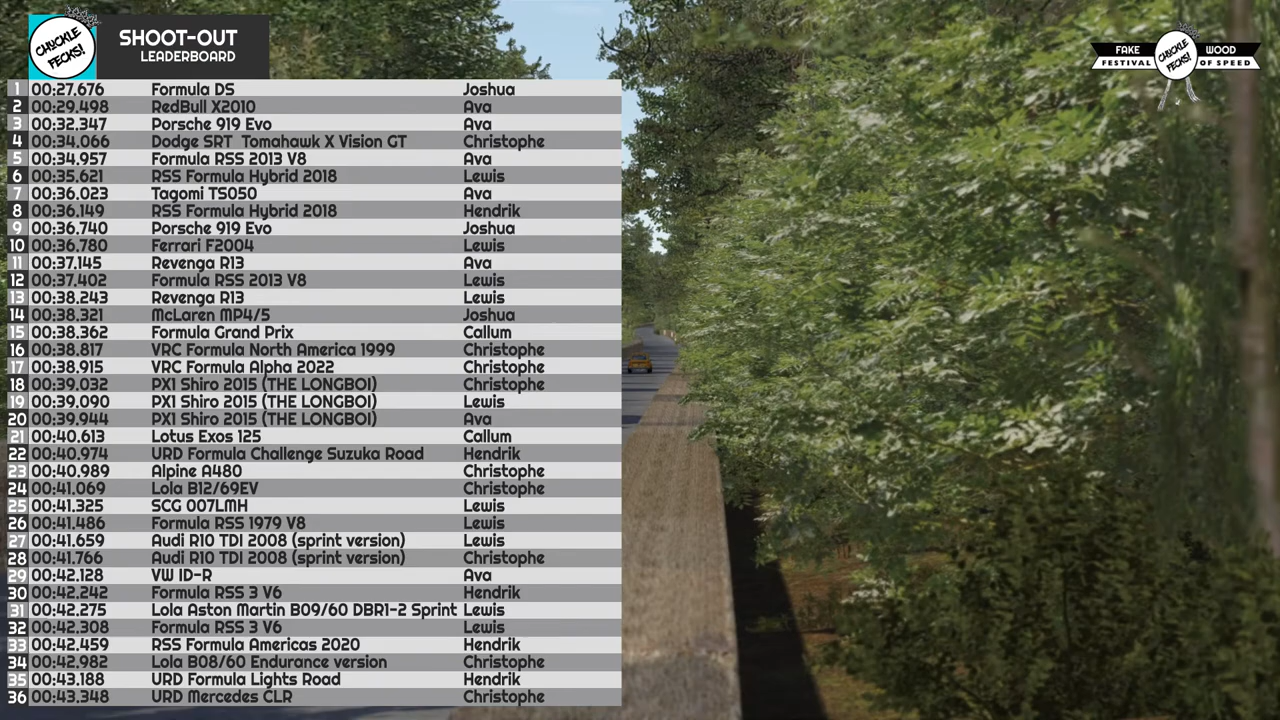 CHUCKLE FECKS!
SHOOT-OUT
LEADERBOARD
FAKE CHUCKLE WOOD
FESTIVAL FECKS! OF SPEED
1 00:27.676 Formula DS Joshua
2 00:29.498 RedBull X2010 Ava
3 00:32.347 Porsche 919 Evo Ava
4 00:34.066 Dodge SRT Tomahawk X Vision GT Christophe
5 00:34.957 Formula RSS 2013 V8 Ava
6 00:35.621 RSS Formula Hybrid 2018 Lewis
7 00:36.023 Tagomi TS050 Ava
8 00:36.149 RSS Formula Hybrid 2018 Hendrik
9 00:36.740 Porsche 919 Evo Joshua
10 00:36.780 Ferrari F2004 Lewis
11 00:37.145 Revenga R13 Ava
12 00:37.402 Formula RSS 2013 V8 Lewis
13 00:38.243 Revenga R13 Lewis
14 00:38.321 McLaren MP4/5 Joshua
15 00:38.362 Formula Grand Prix Callum
16 00:38.817 VRC Formula North America 1999 Christophe
17 00:38.915 VRC Formula Alpha 2022 Christophe
18 00:39.032 PX1 Shiro 2015 (THE LONGBOI) Christophe
19 00:39.090 PX1 Shiro 2015 (THE LONGBOI) Lewis
20 00:39.944 PX1 Shiro 2015 (THE LONGBOI) Ava
21 00:40.613 Lotus Exos 125 Callum
22 00:40.974 URD Formula Challenge Suzuka Road Hendrik
23 00:40.989 Alpine A480 Christophe
24 00:41.069 Lola B12/69EV Christophe
25 00:41.325 SCG 007LMH Lewis
26 00:41.486 Formula RSS 1979 V8 Lewis
27 00:41.659 Audi R10 TDI 2008 (sprint version) Lewis
28 00:41.766 Audi R10 TDI 2008 (sprint version) Christophe
29 00:42.128 VW ID-R Ava
30 00:42.242 Formula RSS 3 V6 Hendrik
31 00:42.275 Lola Aston Martin B09/60 DBR1-2 Sprint Lewis
32 00:42.308 Formula RSS 3 V6 Lewis
33 00:42.459 RSS Formula Americas 2020 Hendrik
34 00:42.982 Lola B08/60 Endurance version Christophe
35 00:43.188 URD Formula Lights Road Hendrik
36 00:43.348 URD Mercedes CLR Christophe